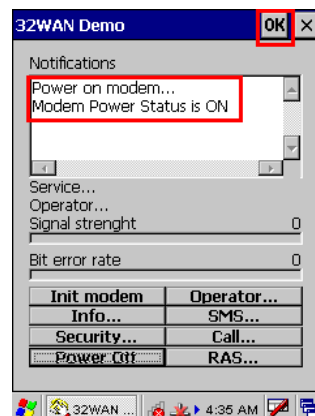 32WAN Demo OK ×
Notifications
Power on modem...
Modem Power Status is ON
Service...
Operator...
Signal strenght 0
Bit error rate 0
Init modem Operator...
Info... SMS...
Security... Call...
Power Off RAS...
32WAN ... 4:35 AM